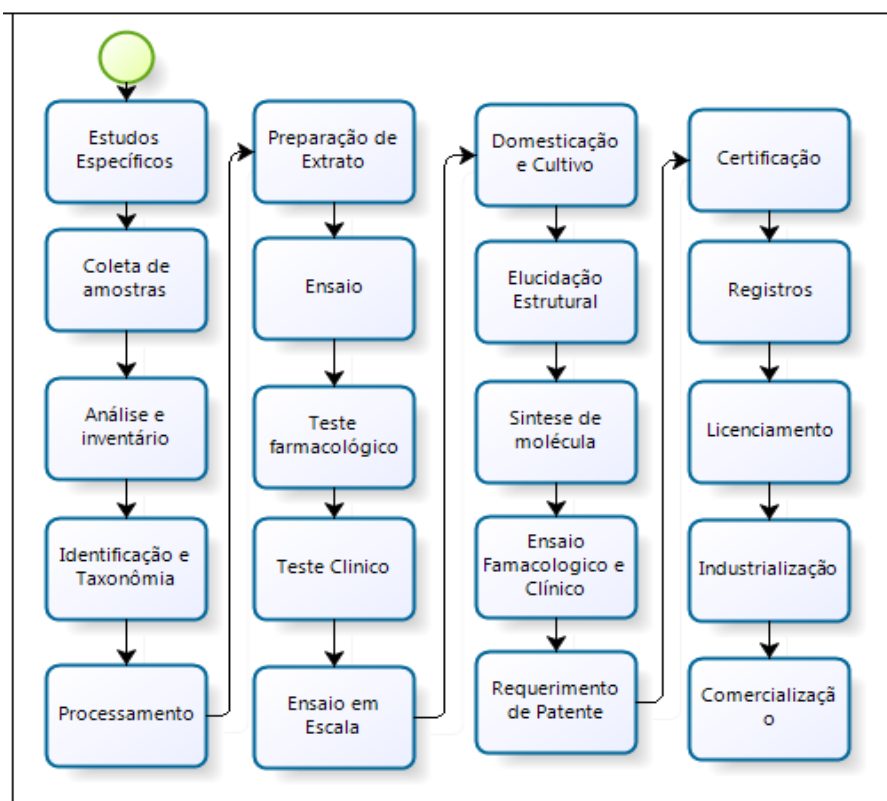 Estudos
Específicos
Coleta de
amostras
Análise e
inventário
Identificação e
Taxonômia
Processamento
Preparação de
Extrato
Ensaio
Teste
farmacológico
Teste Clinico
Ensaio em
Escala
Domesticação
e Cultivo
Elucidação
Estrutural
Sintese de
molécula
Ensaio
Famacologico e
Clínico
Requerimento
de Patente
Certificação
Registros
Licenciamento
Industrialização
Comercializaçã
o